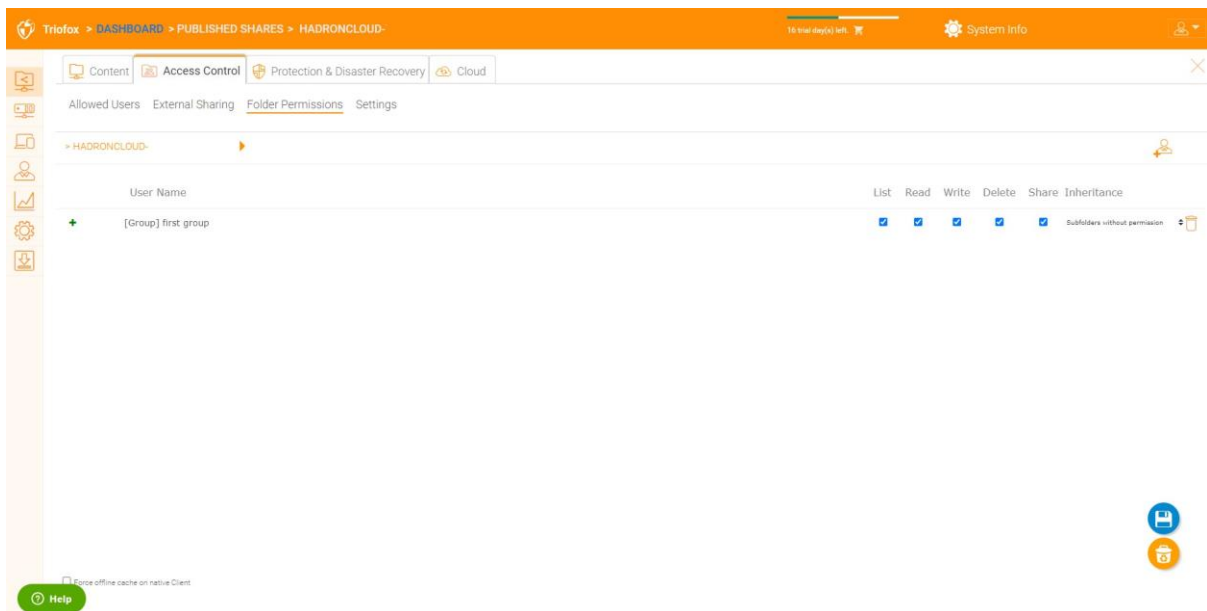 Triofox > DASHBOARD > PUBLISHED SHARES > HADRONCLOUD-
16 trial day(s) left.
System Info
Content Access Control Protection & Disaster Recovery Cloud
Allowed Users External Sharing Folder Permissions Settings
» HADRONCLOUD-
User Name List Read Write Delete Share Inheritance
+ [Group] first group Subfolders without permission
Force offline cache on native Client
? Help